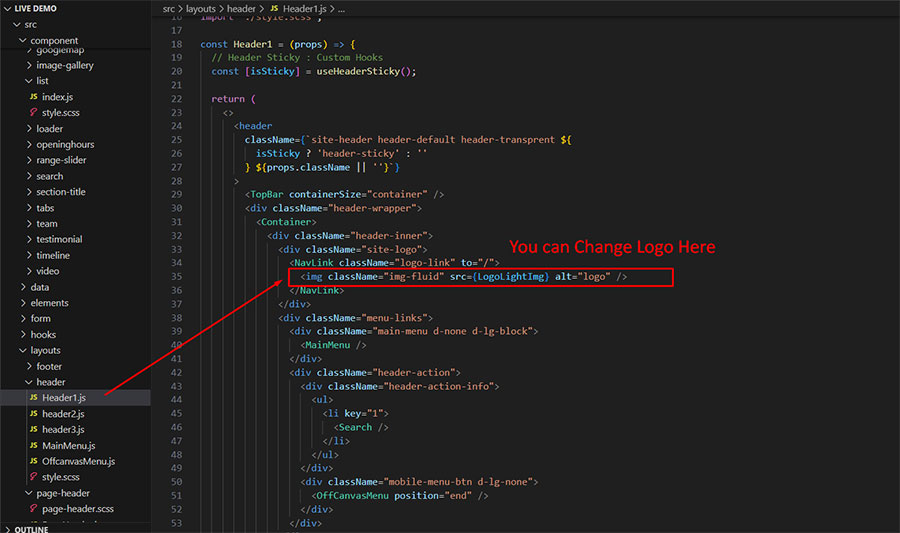 LIVE DEMO
src
component
googlemap
image-gallery
list
JS index.js
style.scss
loader
openinghours
range-slider
search
section-title
tabs
team
testimonial
timeline
video
data
elements
form
hooks
layouts
footer
header
JS Header1.js
JS header2.js
JS header3.js
JS MainMenu.js
JS OffcanvasMenu.js
style.scss
page-header
page-header.scss
OUTLINE
src > layouts > header > JS Header1.js > ...
16 import './style.scss';
17
18 const Header1 = (props) => {
19 // Header Sticky : Custom Hooks
20 const [isSticky] = useHeaderSticky();
21
22 return (
23 <>
24 <header
25 className={`site-header header-default header-transprent ${
26 isSticky ? 'header-sticky' : ''
27 } ${props.className || ''}`}
28 >
29 <TopBar containerSize="container" />
30 <div className="header-wrapper">
31 <Container>
32 <div className="header-inner">
33 <div className="site-logo">
You can Change Logo Here
34 <NavLink className="logo-link" to="/">
35 <img className="img-fluid" src={LogoLightImg} alt="logo" />
36 </NavLink>
37 </div>
38 <div className="menu-links">
39 <div className="main-menu d-none d-lg-block">
40 <MainMenu />
41 </div>
42 <div className="header-action">
43 <div className="header-action-info">
44 <ul>
45 <li key="1">
46 <Search />
47 </li>
48 </ul>
49 </div>
50 <div className="mobile-menu-btn d-lg-none">
51 <OffCanvasMenu position="end" />
52 </div>
53 </div>